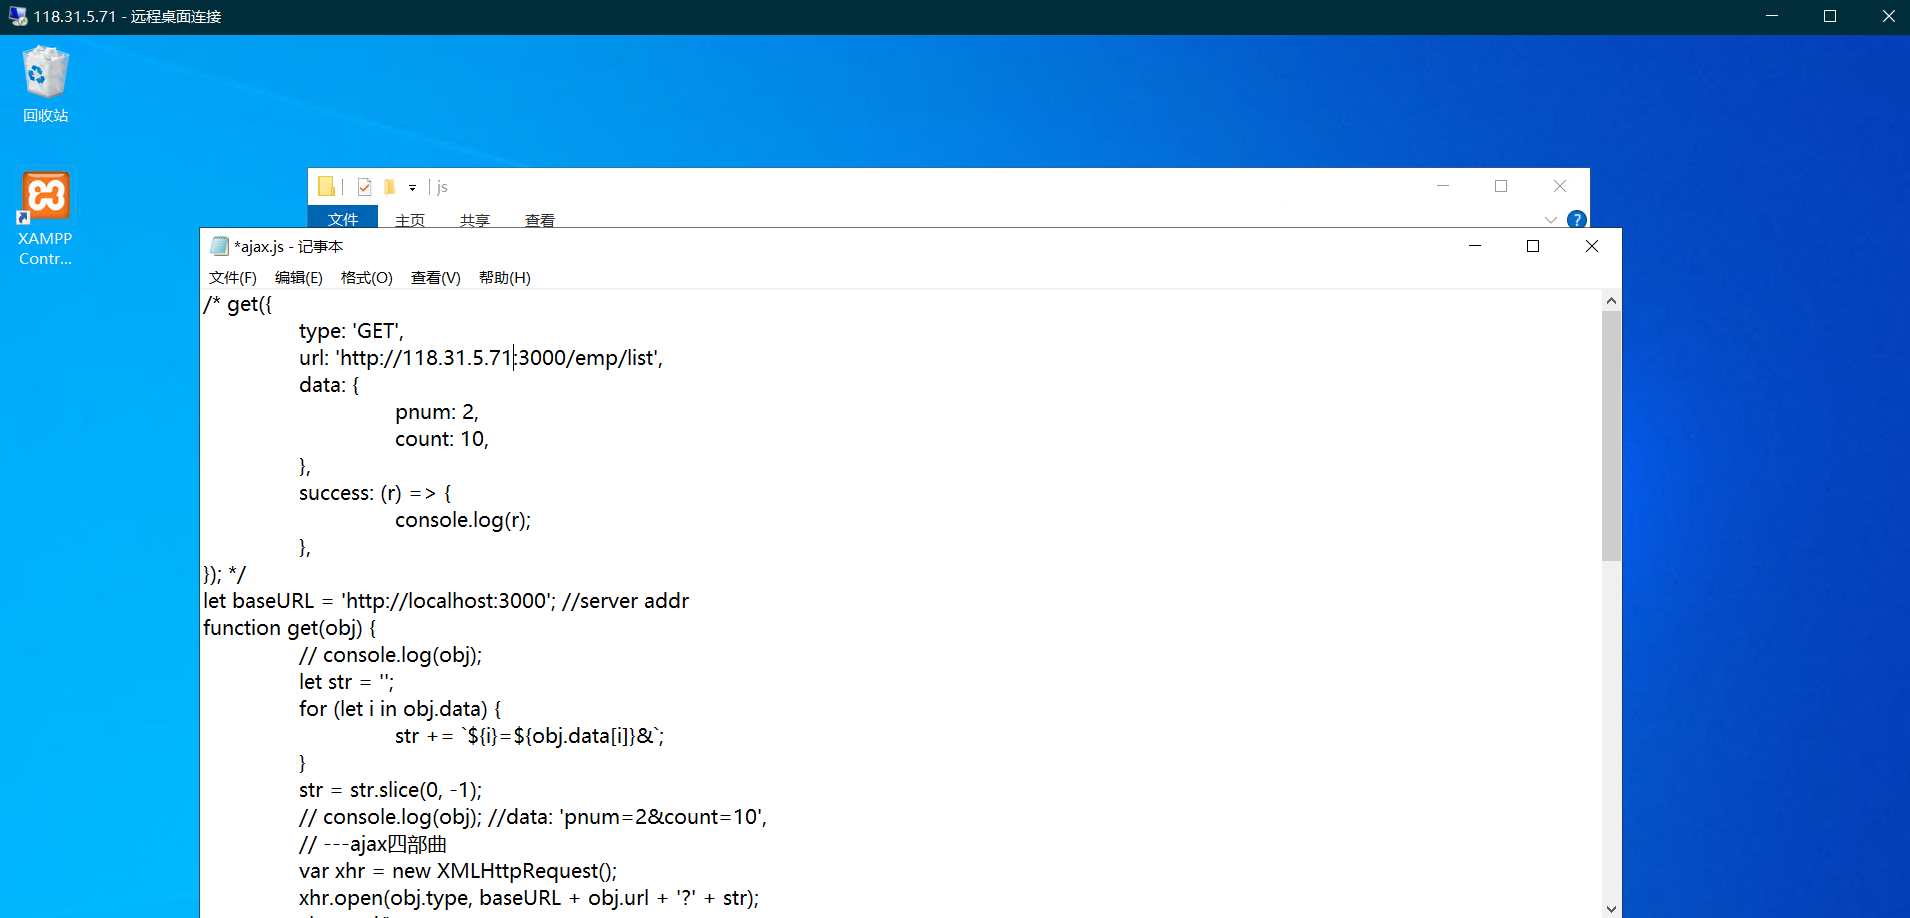 118.31.5.71 - 远程桌面连接
回收站
XAMPP
Contr...
js
文件 主页 共享 查看
*ajax.js - 记事本
文件(F) 编辑(E) 格式(O) 查看(V) 帮助(H)
/* get({
type: 'GET',
url: 'http://118.31.5.71:3000/emp/list',
data: {
pnum: 2,
count: 10,
},
success: (r) => {
console.log(r);
},
}); */
let baseURL = 'http://localhost:3000'; //server addr
function get(obj) {
// console.log(obj);
let str = '';
for (let i in obj.data) {
str += `${i}=${obj.data[i]}&`;
}
str = str.slice(0, -1);
// console.log(obj); //data: 'pnum=2&count=10',
// ---ajax四部曲
var xhr = new XMLHttpRequest();
xhr.open(obj.type, baseURL + obj.url + '?' + str);